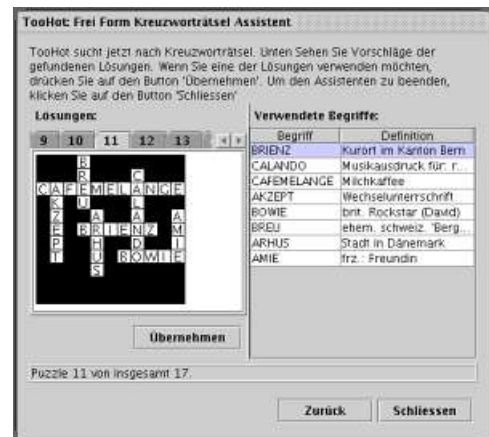 TooHot: Frei Form Kreuzworträtsel Assistent
TooHot sucht jetzt nach Kreuzworträtsel. Unten Sehen Sie Vorschläge der
gefundenen Lösungen. Wenn Sie eine der Lösungen verwenden möchten,
drücken Sie auf den Button 'Übernehmen'. Um den Assistenten zu beenden,
klicken Sie auf den Button 'Schliessen'
Lösungen:
9 10 11 12 13
CAFEMELANGE
BRIENZ
BOWIE
Übernehmen
Verwendete Begriffe:
Begriff Definition
BRIENZ Kurort im Kanton Bern
CALANDO Musikausdruck für: r...
CAFEMELANGE Milchkaffee
AKZEPT Wechselunterrschrift
BOWIE brit. Rockstar (David)
BREU ehem. schweiz. 'Berg...
ARHUS Stadt in Dänemark
AMIE frz.: Freundin
Puzzle 11 von insgesamt 17.
Zurück Schliessen